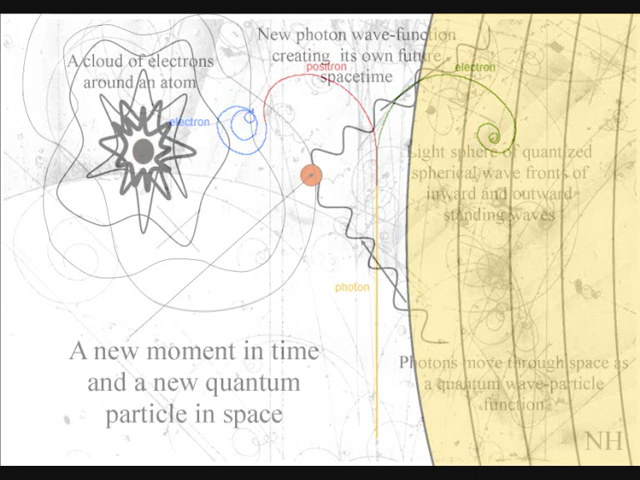 A cloud of electrons
around an atom
New photon wave-function
creating its own future
spacetime
positron
electron
electron
Light sphere of quantized
spherical wave fronts of
inward and outward
standing waves
photon
A new moment in time
and a new quantum
particle in space
Photons move through space as
a quantum wave-particle
function
NH